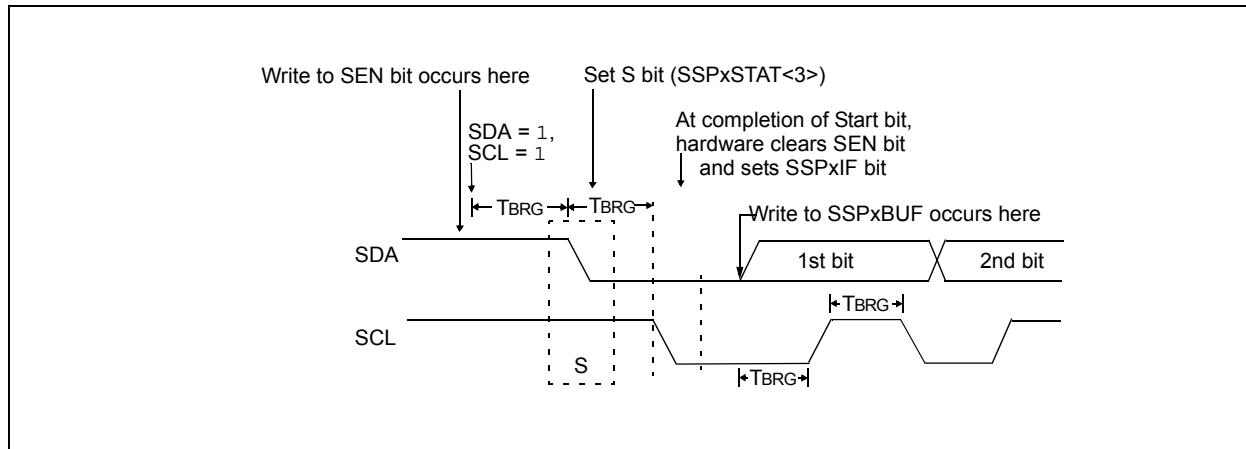 Write to SEN bit occurs here
Set S bit (SSPxSTAT<3>)
SDA = 1,
SCL = 1
At completion of Start bit,
hardware clears SEN bit
and sets SSPxIF bit
TBRG
TBRG
Write to SSPxBUF occurs here
SDA
1st bit
2nd bit
TBRG
SCL
S
TBRG